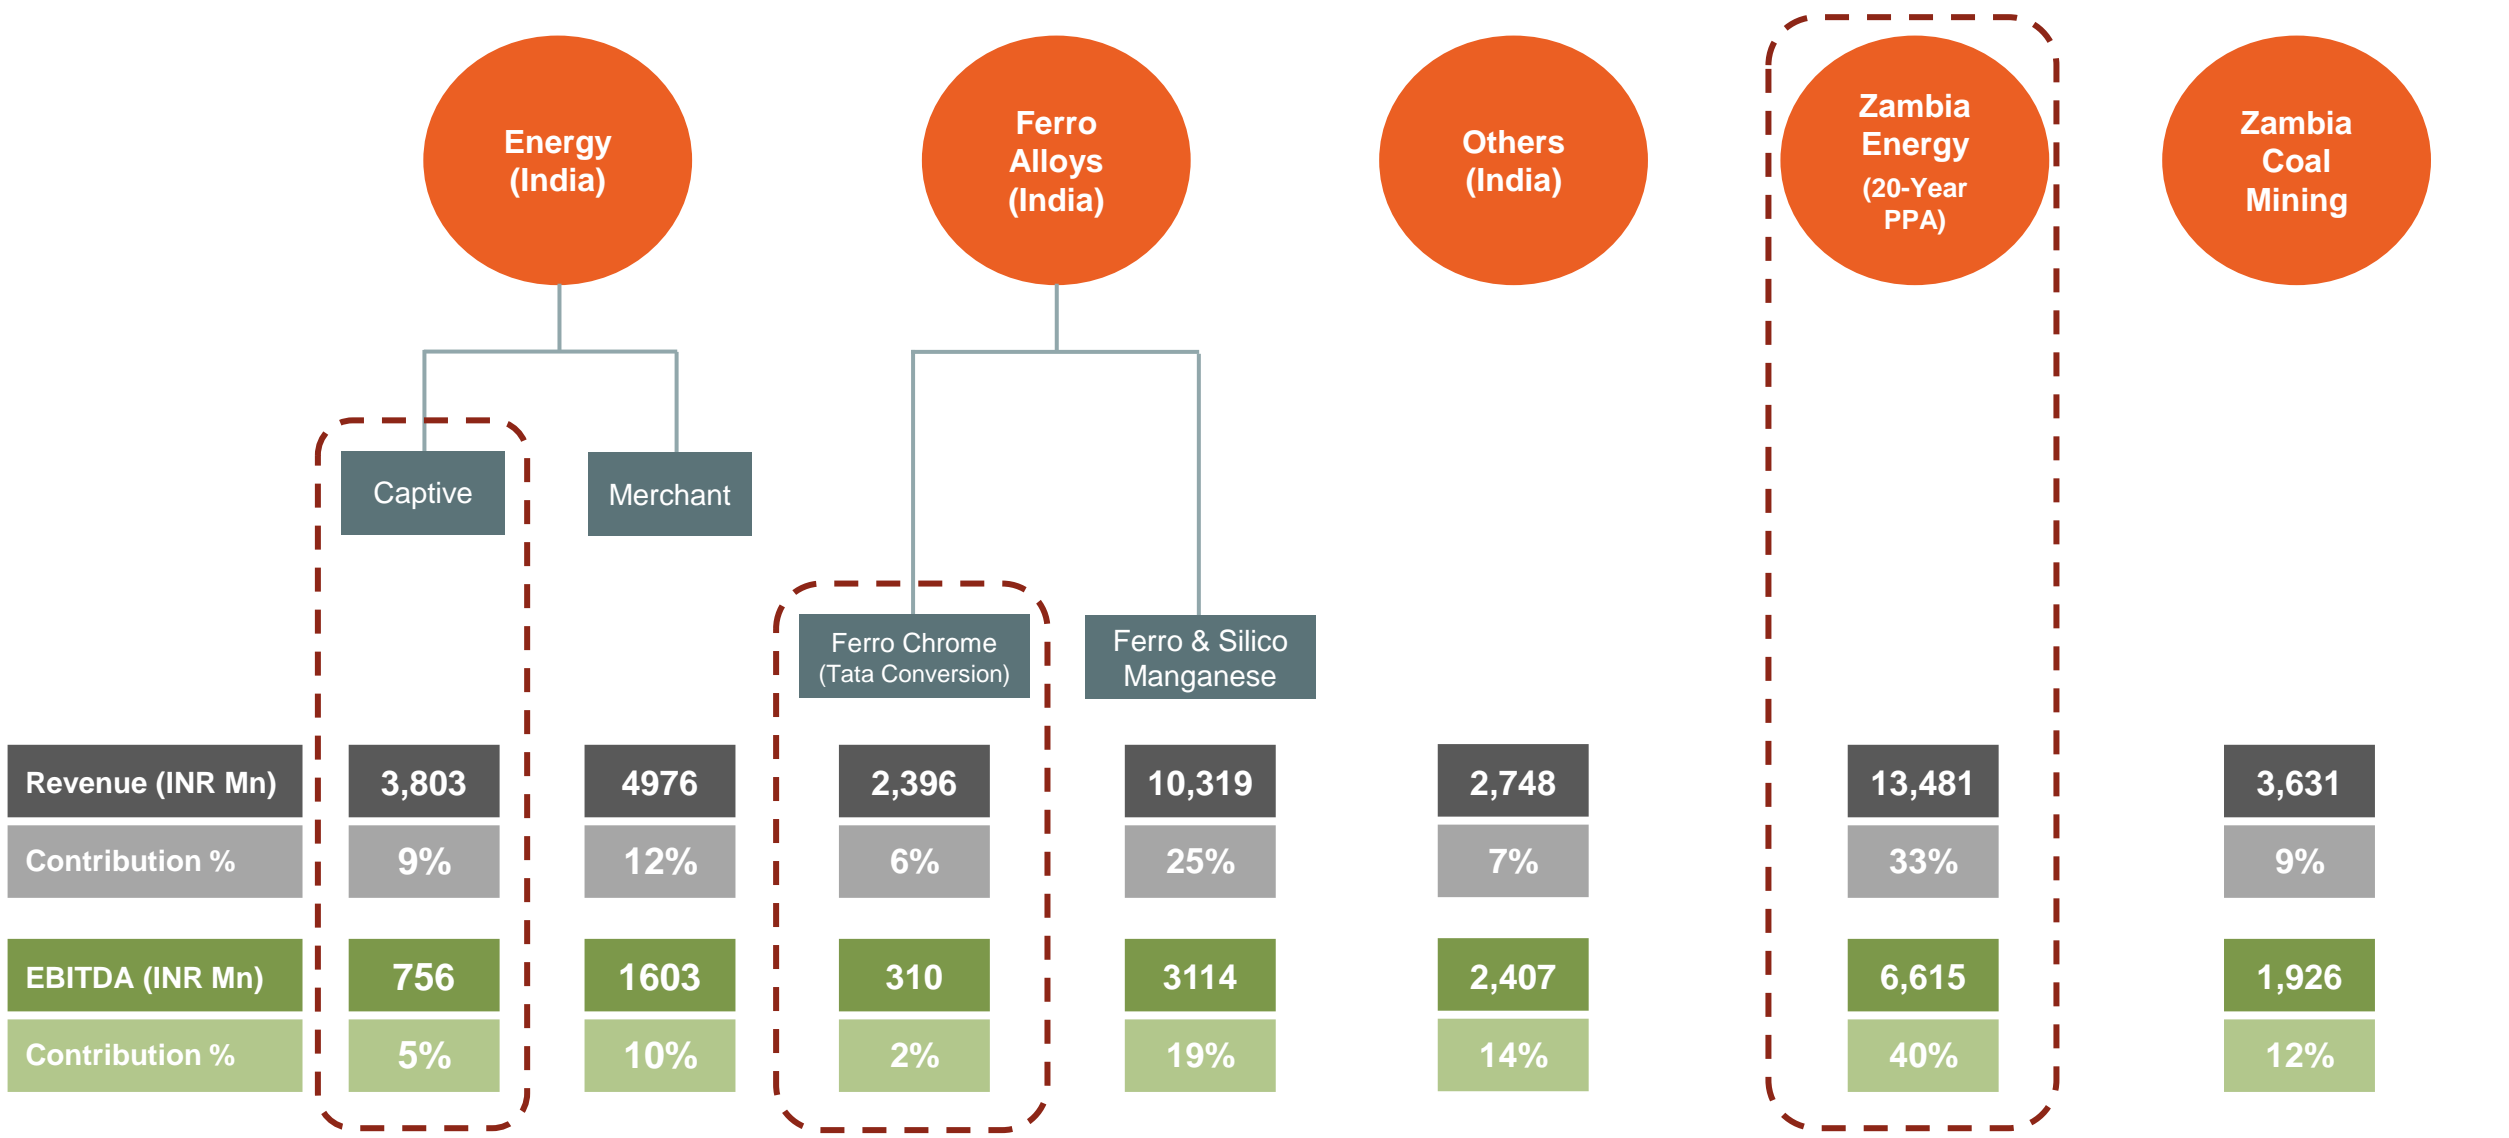 Energy
(India)
Ferro
Alloys
(India)
Others
(India)
Zambia
Energy
(20-Year
PPA)
Zambia
Coal
Mining
Captive
Merchant
Ferro Chrome
(Tata Conversion)
Ferro & Silico
Manganese
Revenue (INR Mn) 3,803 4976 2,396 10,319 2,748 13,481 3,631
Contribution % 9% 12% 6% 25% 7% 33% 9%
EBITDA (INR Mn) 756 1603 310 3114 2,407 6,615 1,926
Contribution % 5% 10% 2% 19% 14% 40% 12%